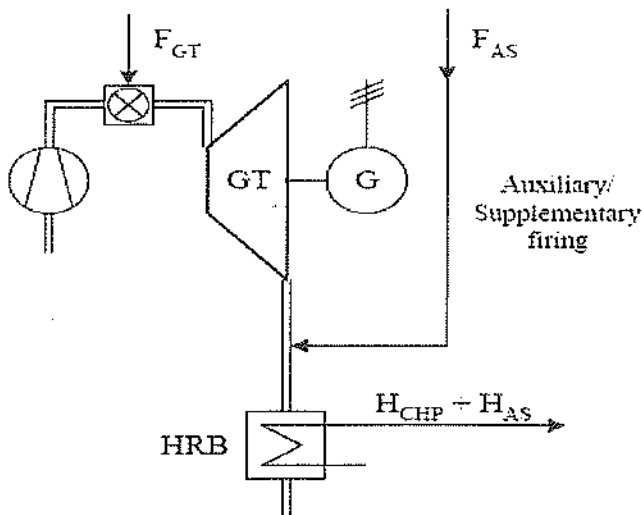 F_GT
F_AS
GT
G
Auxiliary/
Supplementary
firing
H_CHP + H_AS
HRB